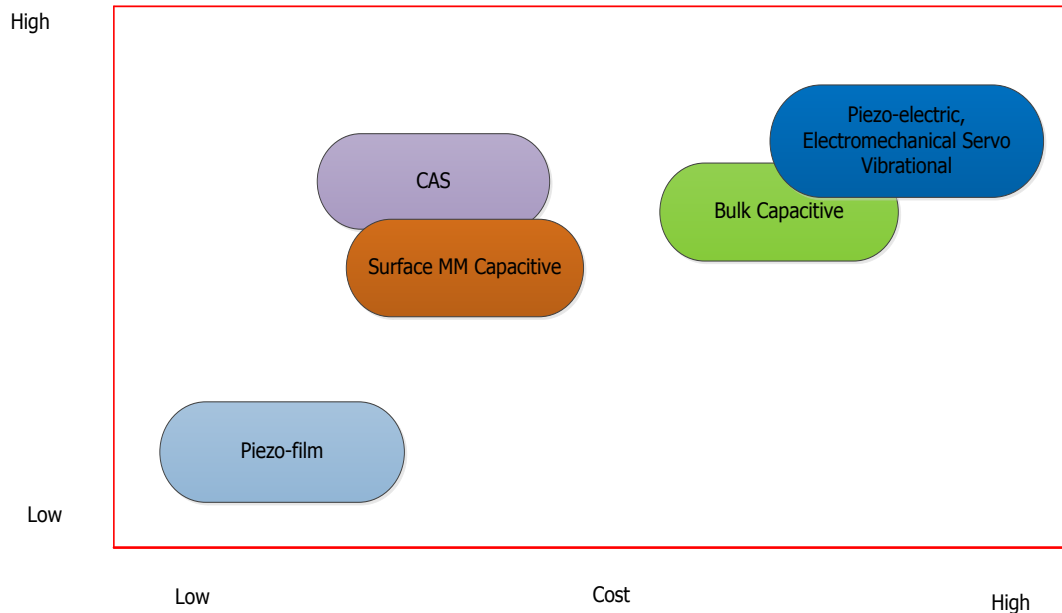 High
Piezo-electric,
Electromechanical Servo
Vibrational
CAS
Bulk Capacitive
Surface MM Capacitive
Piezo-film
Low
Low
Cost
High